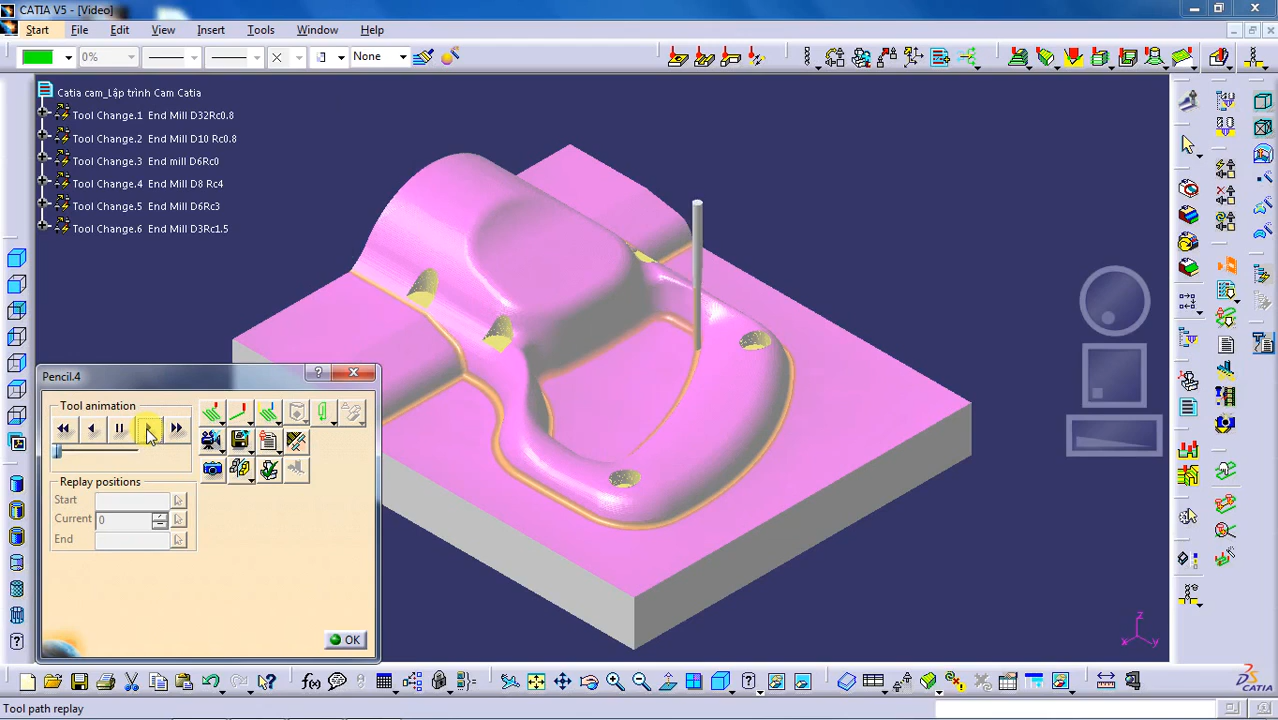 CATIA V5 - [Video]
Start File Edit View Insert Tools Window Help
0% None
Catia cam_Lập trình Cam Catia
Tool Change.1 End Mill D32Rc0.8
Tool Change.2 End Mill D10 Rc0.8
Tool Change.3 End mill D6Rc0
Tool Change.4 End Mill D8 Rc4
Tool Change.5 End Mill D6Rc3
Tool Change.6 End Mill D3Rc1.5
Pencil.4
Tool animation
Replay positions
Start
Current 0
End
OK
z
x y
f(x)
CATIA
Tool path replay